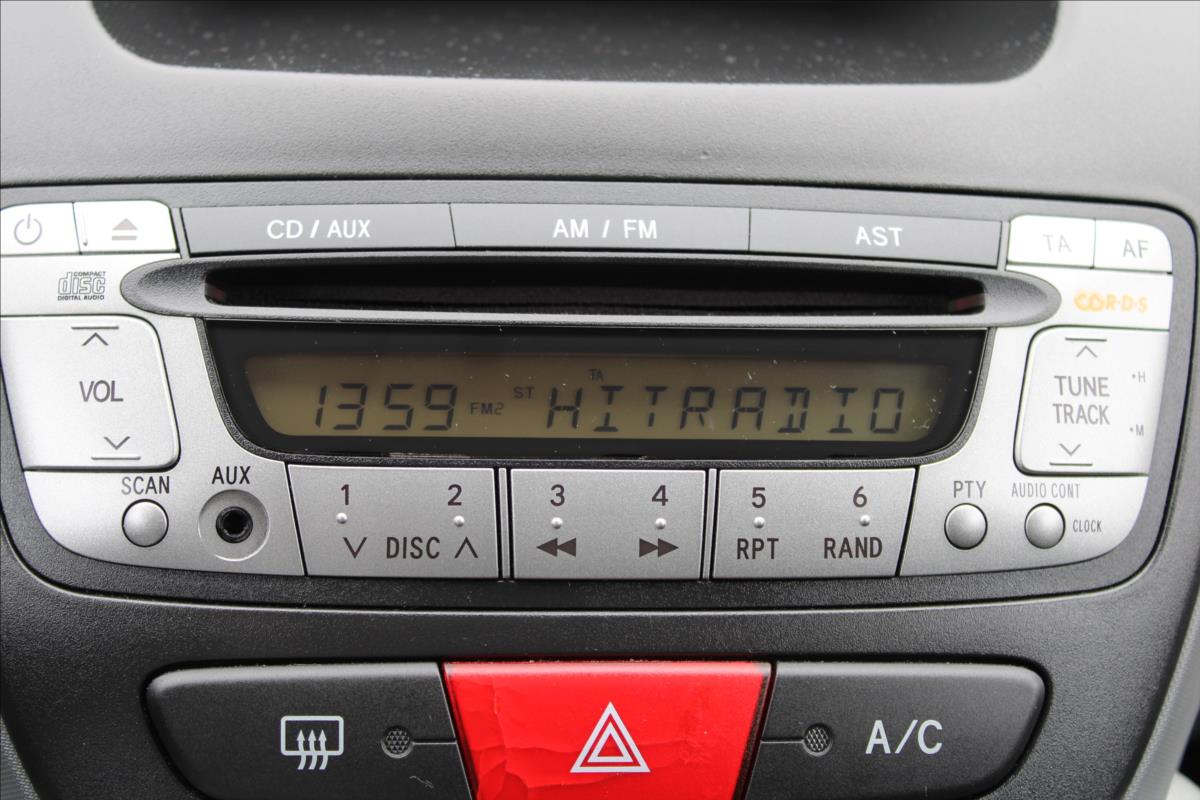 CD / AUX
AM / FM
AST
TA
AF
COMPACT
disc
DIGITAL AUDIO
R·D·S
VOL
1359
FM2
ST
TA
HITRADIO
TUNE
TRACK
•H
•M
SCAN
AUX
1
2
DISC
3
4
5
6
RPT
RAND
PTY
AUDIO CONT
CLOCK
A/C